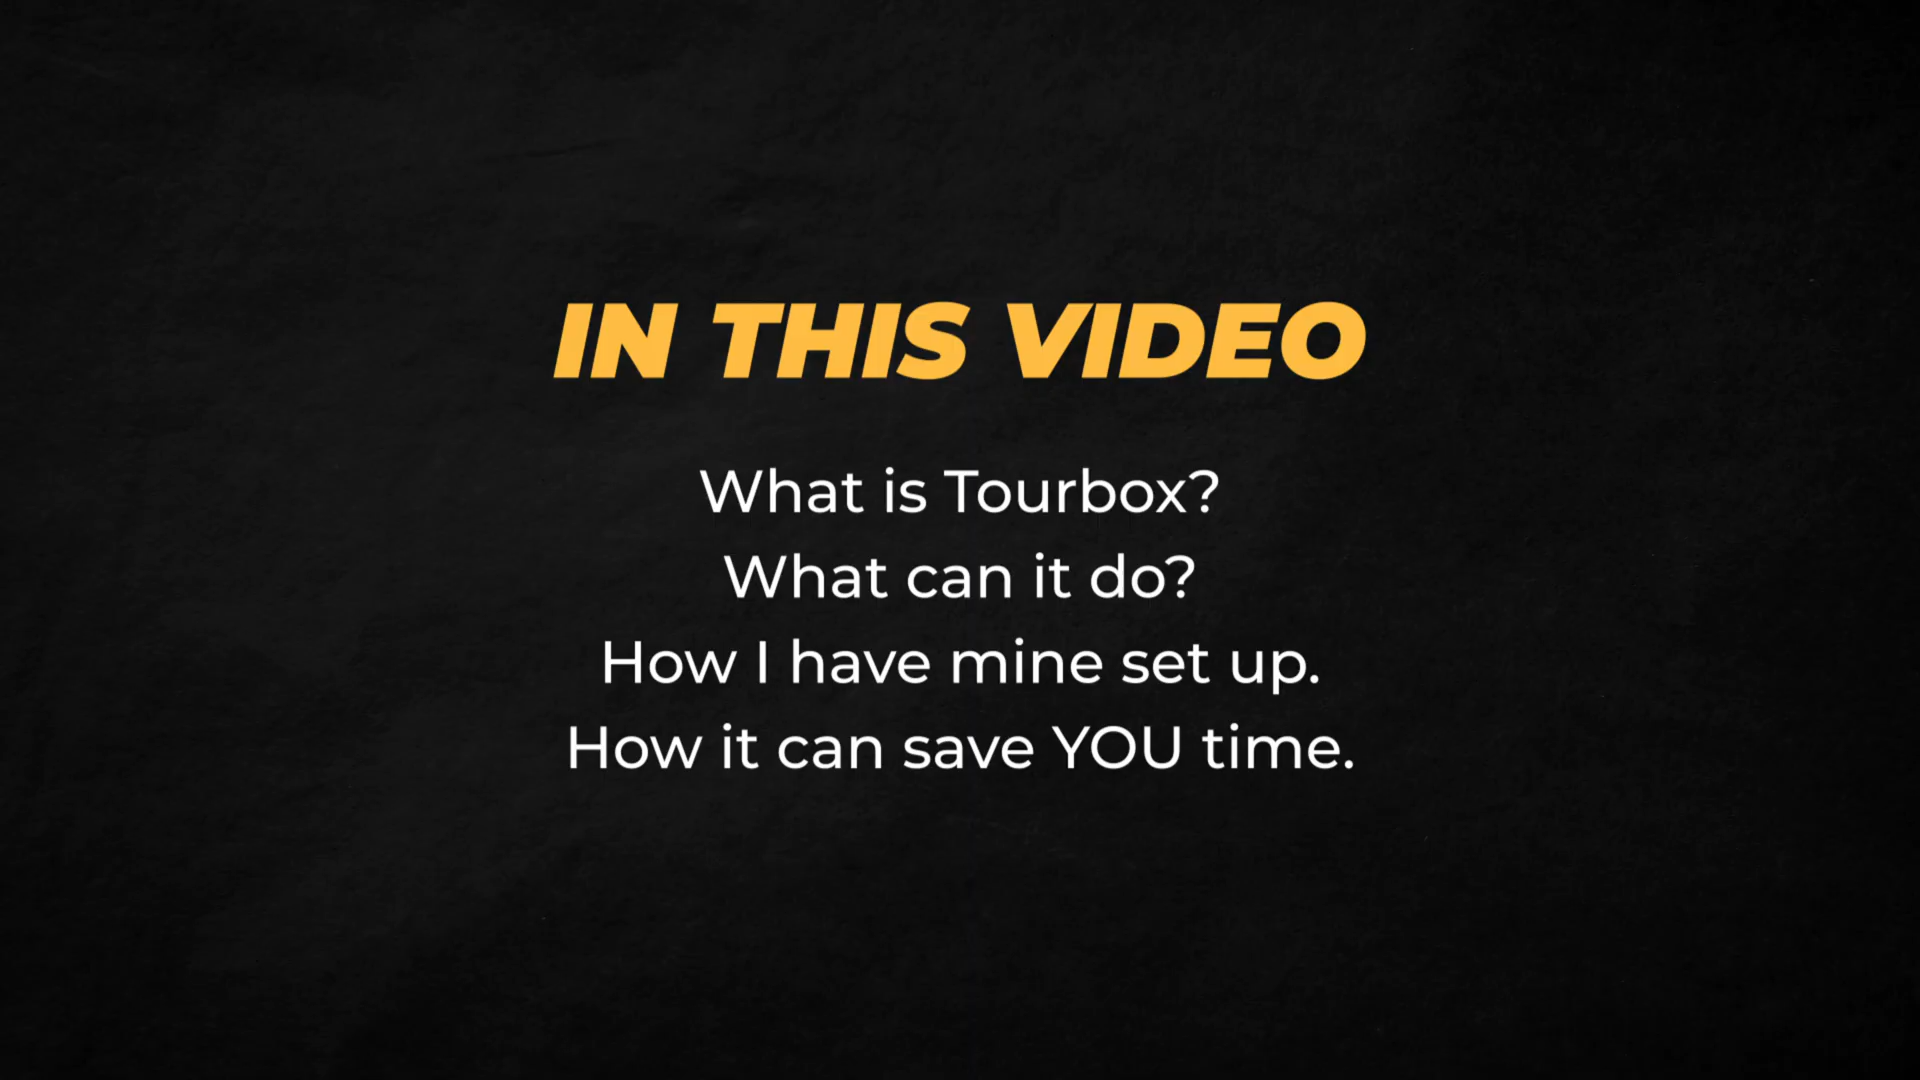 IN THIS VIDEO
What is Tourbox?
What can it do?
How I have mine set up.
How it can save YOU time.